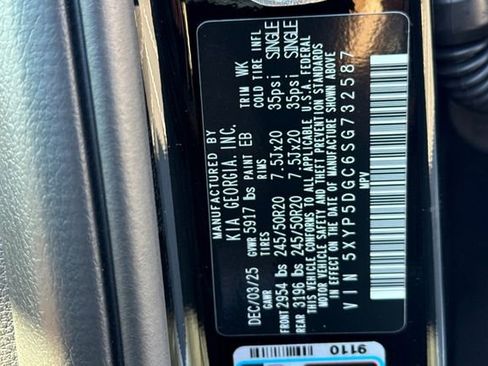 MANUFACTURED BY
KIA GEORGIA, INC.
DEC/03/25 GVWR 5917 lbs PAINT EB TRIM WK
GAWR TIRES RIMS COLD TIRE INFL
FRONT 2954 lbs 245/50R20 7.5Jx20 35psi SINGLE
REAR 3196 lbs 245/50R20 7.5Jx20 35psi SINGLE
THIS VEHICLE CONFORMS TO ALL APPLICABLE U.S.A. FEDERAL
MOTOR VEHICLE SAFETY AND THEFT PREVENTION STANDARDS
IN EFFECT ON THE DATE OF MANUFACTURE SHOWN ABOVE
VIN 5XYP5DGC6SG732587
MPV
9110